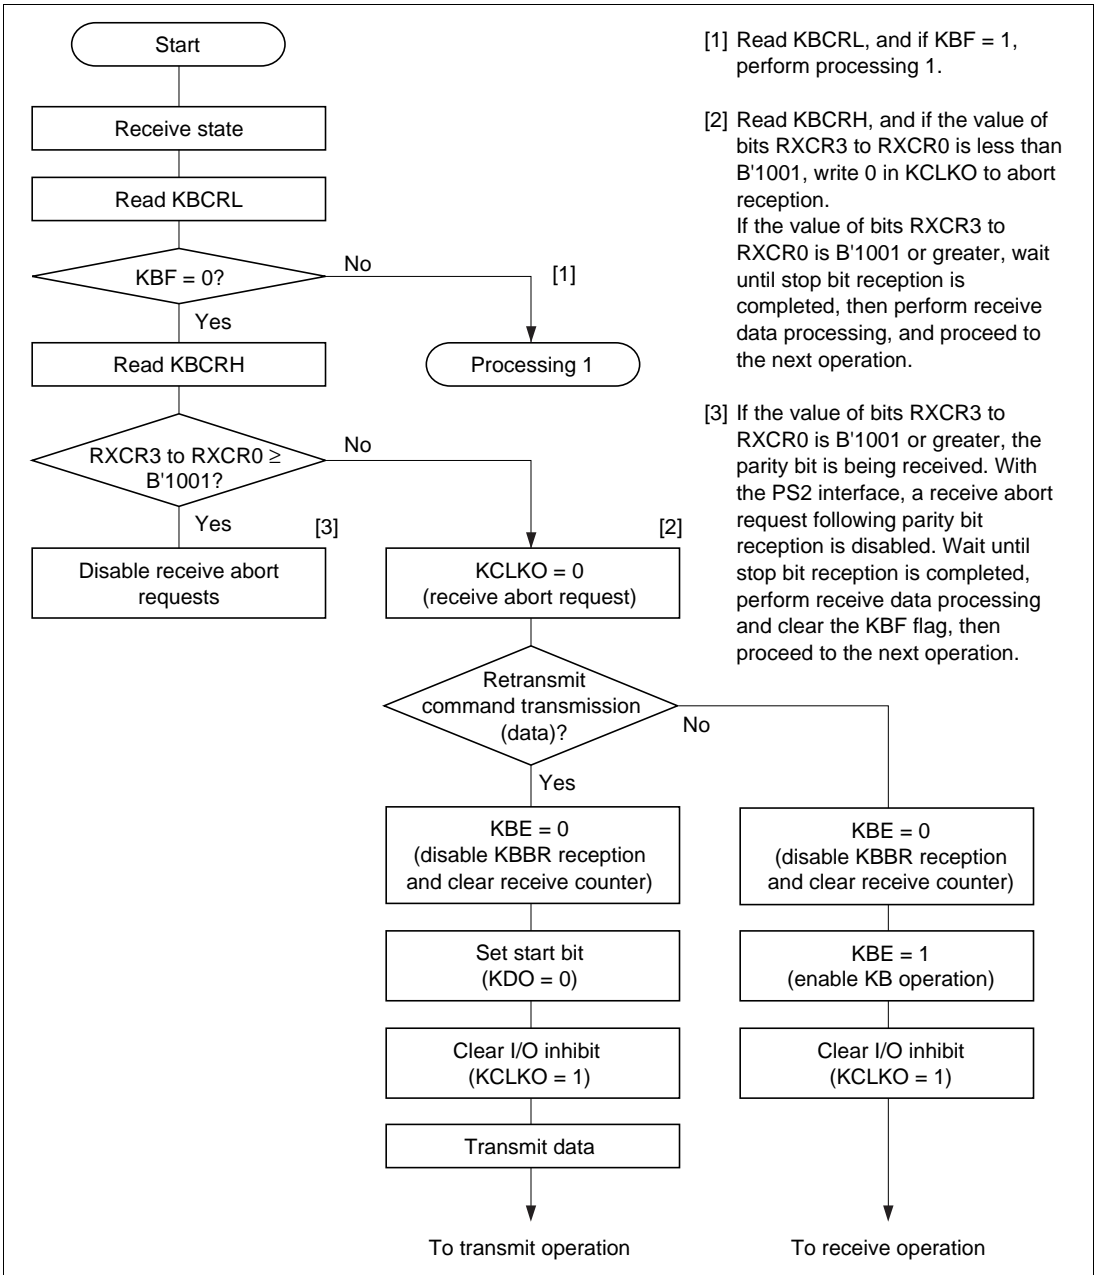 Start
Receive state
Read KBCRL
KBF = 0?
No
[1]
Yes
Processing 1
Read KBCRH
RXCR3 to RXCR0 ≥
B'1001?
No
Yes
[3]
Disable receive abort
requests
[2]
KCLKO = 0
(receive abort request)
Retransmit
command transmission
(data)?
No
Yes
KBE = 0
(disable KBBR reception
and clear receive counter)
Set start bit
(KDO = 0)
Clear I/O inhibit
(KCLKO = 1)
Transmit data
To transmit operation
KBE = 0
(disable KBBR reception
and clear receive counter)
KBE = 1
(enable KB operation)
Clear I/O inhibit
(KCLKO = 1)
To receive operation
[1] Read KBCRL, and if KBF = 1,
perform processing 1.
[2] Read KBCRH, and if the value of
bits RXCR3 to RXCR0 is less than
B'1001, write 0 in KCLKO to abort
reception.
If the value of bits RXCR3 to
RXCR0 is B'1001 or greater, wait
until stop bit reception is
completed, then perform receive
data processing, and proceed to
the next operation.
[3] If the value of bits RXCR3 to
RXCR0 is B'1001 or greater, the
parity bit is being received. With
the PS2 interface, a receive abort
request following parity bit
reception is disabled. Wait until
stop bit reception is completed,
perform receive data processing
and clear the KBF flag, then
proceed to the next operation.